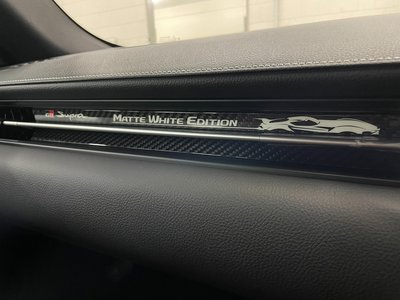 GR Supra MATTE WHITE EDITION